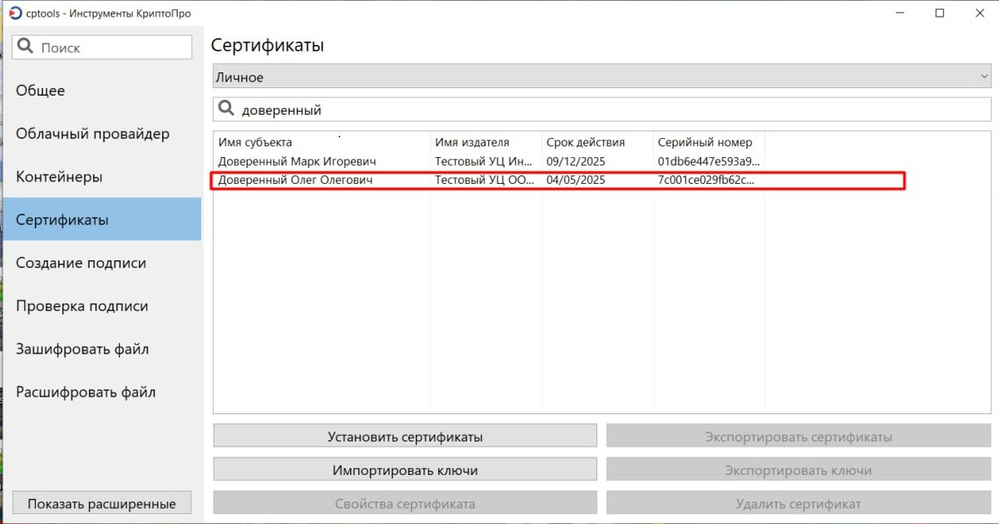 cptools - Инструменты КриптоПро
Поиск
Общее
Облачный провайдер
Контейнеры
Сертификаты
Создание подписи
Проверка подписи
Зашифровать файл
Расшифровать файл
Показать расширенные
Сертификаты
Личное
доверенный
Имя субъекта Имя издателя Срок действия Серийный номер
Доверенный Марк Игоревич Тестовый УЦ Ин... 09/12/2025 01db6e447e593a9...
Доверенный Олег Олегович Тестовый УЦ ОО... 04/05/2025 7c001ce029fb62c...
Установить сертификаты Экспортировать сертификаты
Импортировать ключи Экспортировать ключи
Свойства сертификата Удалить сертификат